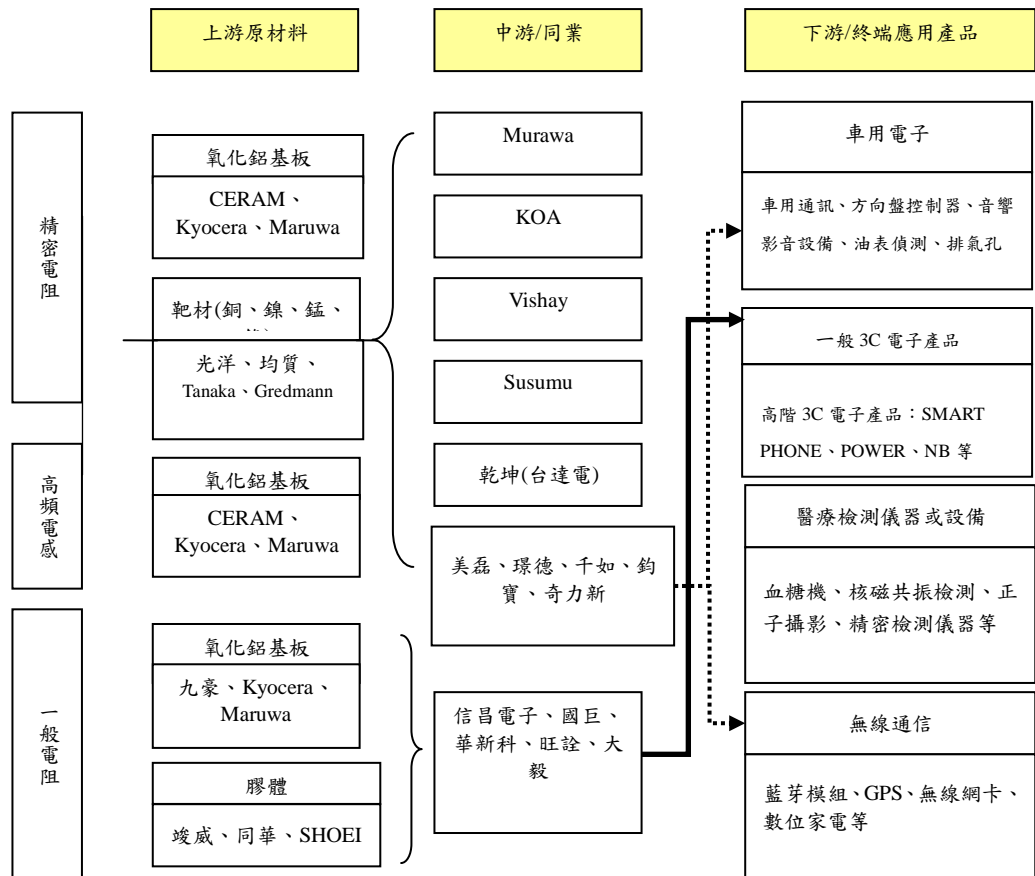 上游原材料
中游/同業
下游/終端應用產品
精密電阻
氧化鋁基板
CERAM、
Kyocera、Maruwa
靶材(銅、鎳、錳、
光洋、均質、
Tanaka、Gredmann
高頻電感
氧化鋁基板
CERAM、
Kyocera、Maruwa
一般電阻
氧化鋁基板
九豪、Kyocera、
Maruwa
膠體
竣威、同華、SHOEI
Murawa
KOA
Vishay
Susumu
乾坤(台達電)
美磊、璟德、千如、鈞
寶、奇力新
信昌電子、國巨、
華新科、旺詮、大
毅
車用電子
車用通訊、方向盤控制器、音響
影音設備、油表偵測、排氣孔
一般 3C 電子產品
高階 3C 電子產品：SMART
PHONE、POWER、NB 等
醫療檢測儀器或設備
血糖機、核磁共振檢測、正
子攝影、精密檢測儀器等
無線通信
藍芽模組、GPS、無線網卡、
數位家電等